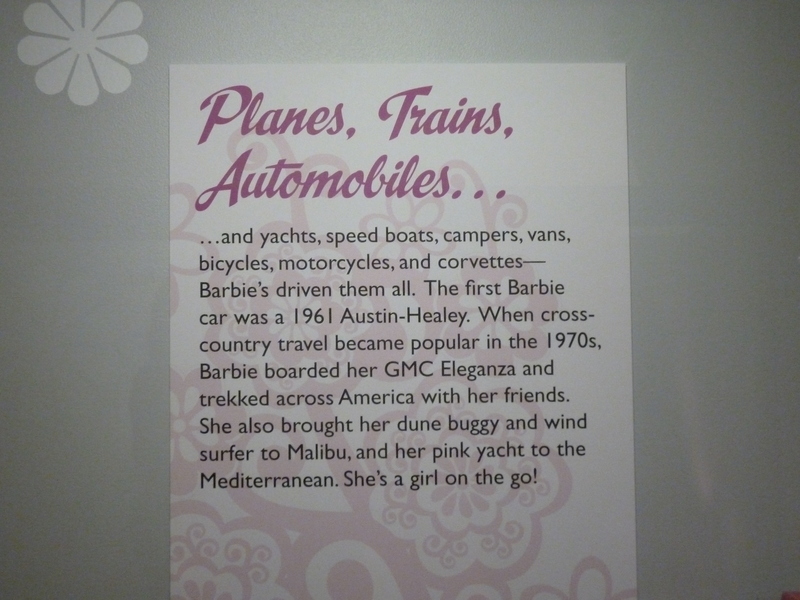 Planes, Trains,
Automobiles...
...and yachts, speed boats, campers, vans,
bicycles, motorcycles, and corvettes—
Barbie's driven them all. The first Barbie
car was a 1961 Austin-Healey. When cross-
country travel became popular in the 1970s,
Barbie boarded her GMC Eleganza and
trekked across America with her friends.
She also brought her dune buggy and wind
surfer to Malibu, and her pink yacht to the
Mediterranean. She's a girl on the go!